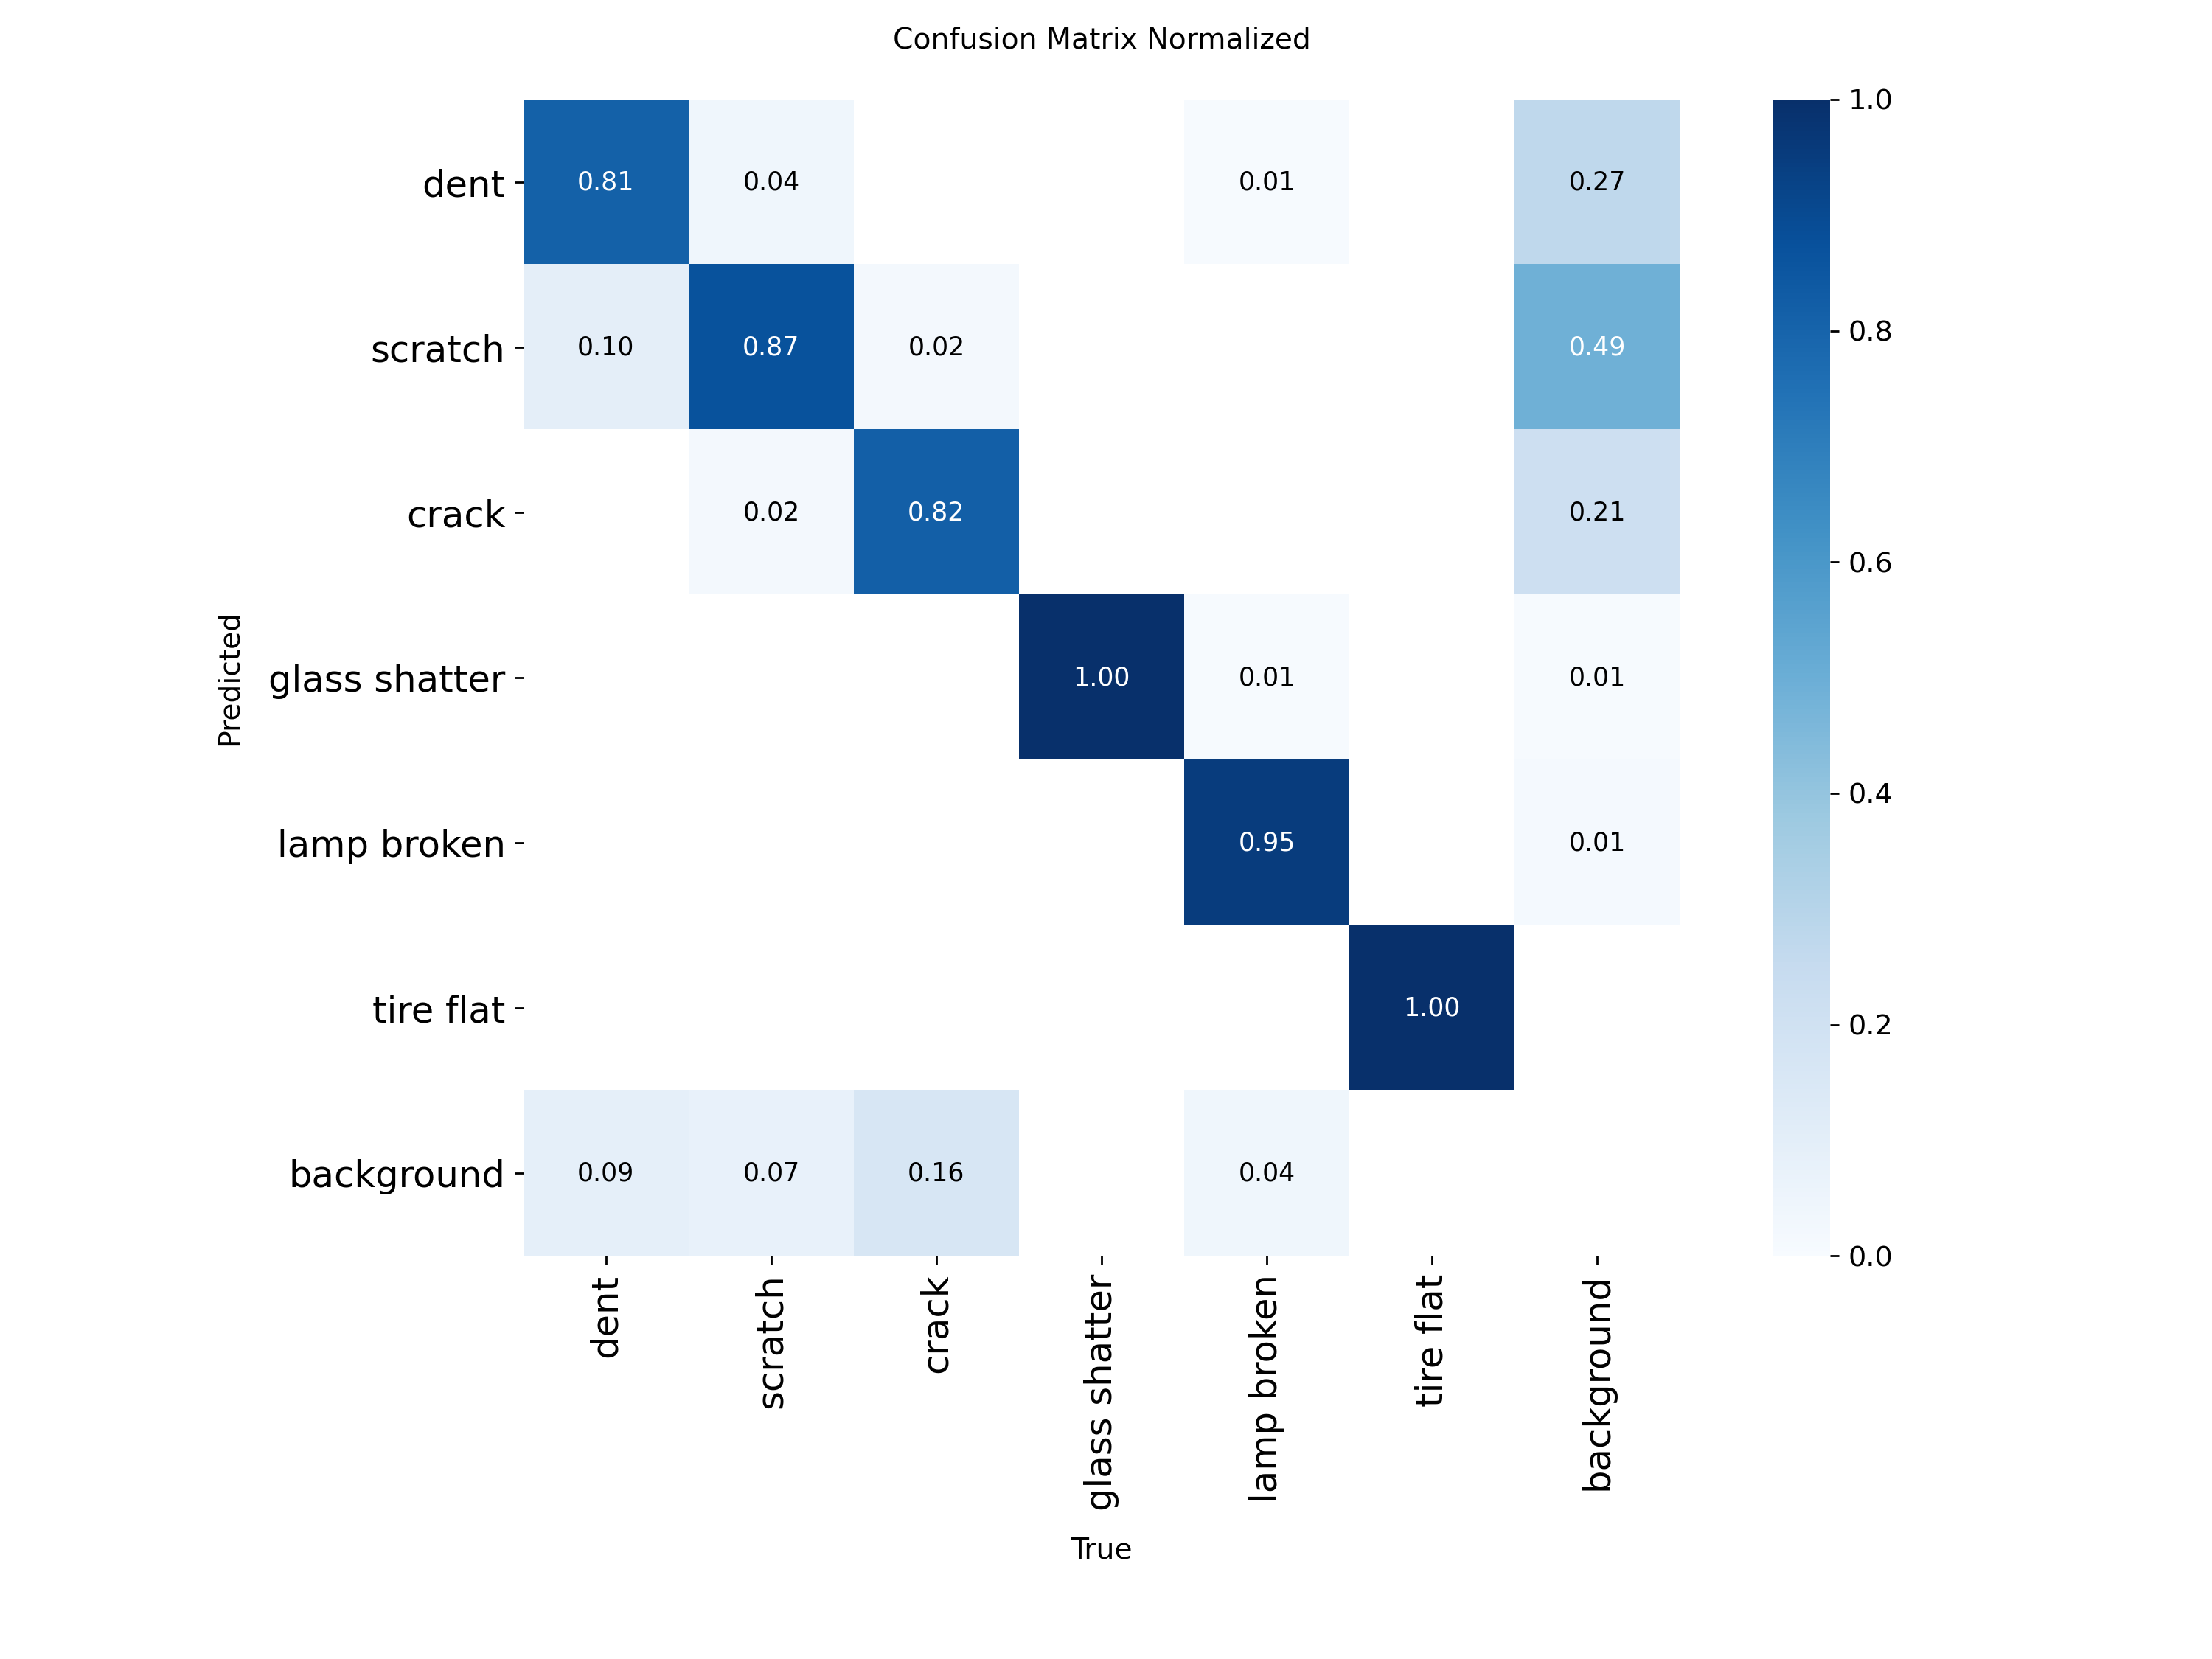 Confusion Matrix Normalized
Predicted
dent 0.81 0.04 0.01 0.27
scratch 0.10 0.87 0.02 0.49
crack 0.02 0.82 0.21
glass shatter 1.00 0.01 0.01
lamp broken 0.95 0.01
tire flat 1.00
background 0.09 0.07 0.16 0.04
dent
scratch
crack
glass shatter
lamp broken
tire flat
background
True
1.0
0.8
0.6
0.4
0.2
0.0